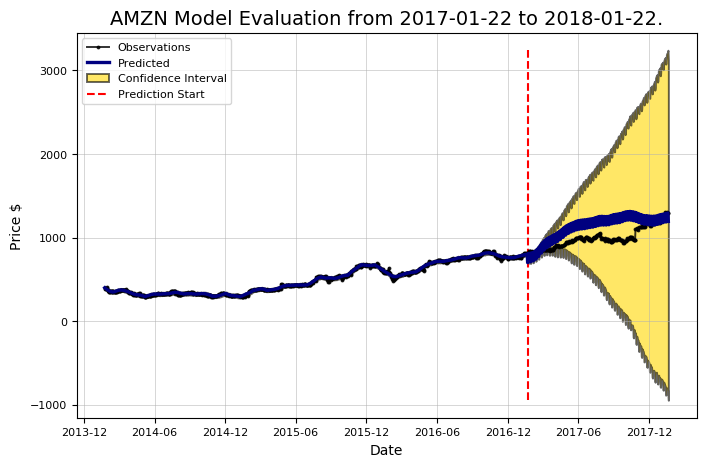 AMZN Model Evaluation from 2017-01-22 to 2018-01-22.
Observations
Predicted
Confidence Interval
Prediction Start
Price $
3000
2000
1000
0
−1000
2013-12
2014-06
2014-12
2015-06
2015-12
2016-06
2016-12
2017-06
2017-12
Date